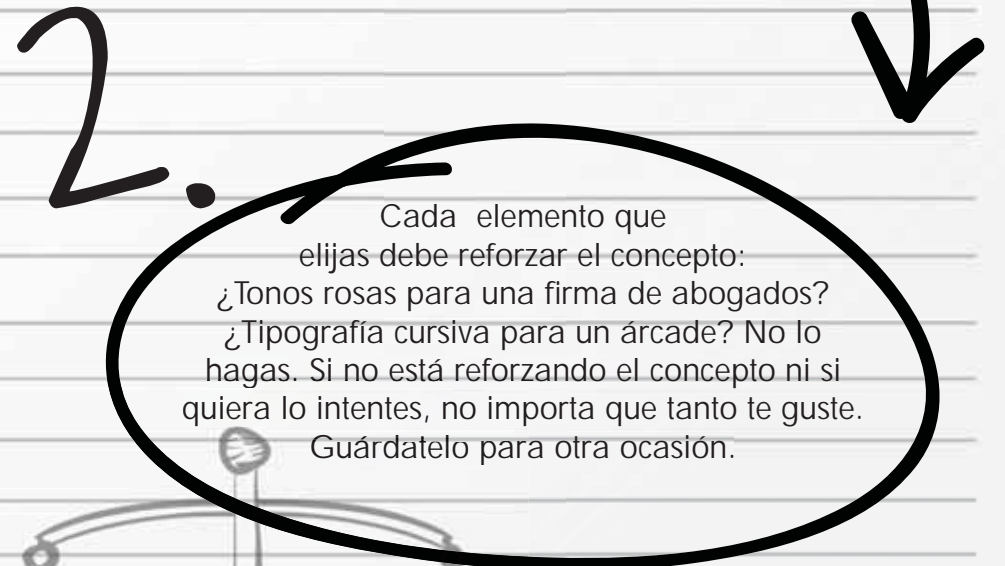 2.
Cada elemento que
elijas debe reforzar el concepto:
¿Tonos rosas para una firma de abogados?
¿Tipografía cursiva para un árcade? No lo
hagas. Si no está reforzando el concepto ni si
quiera lo intentes, no importa que tanto te guste.
Guárdatelo para otra ocasión.